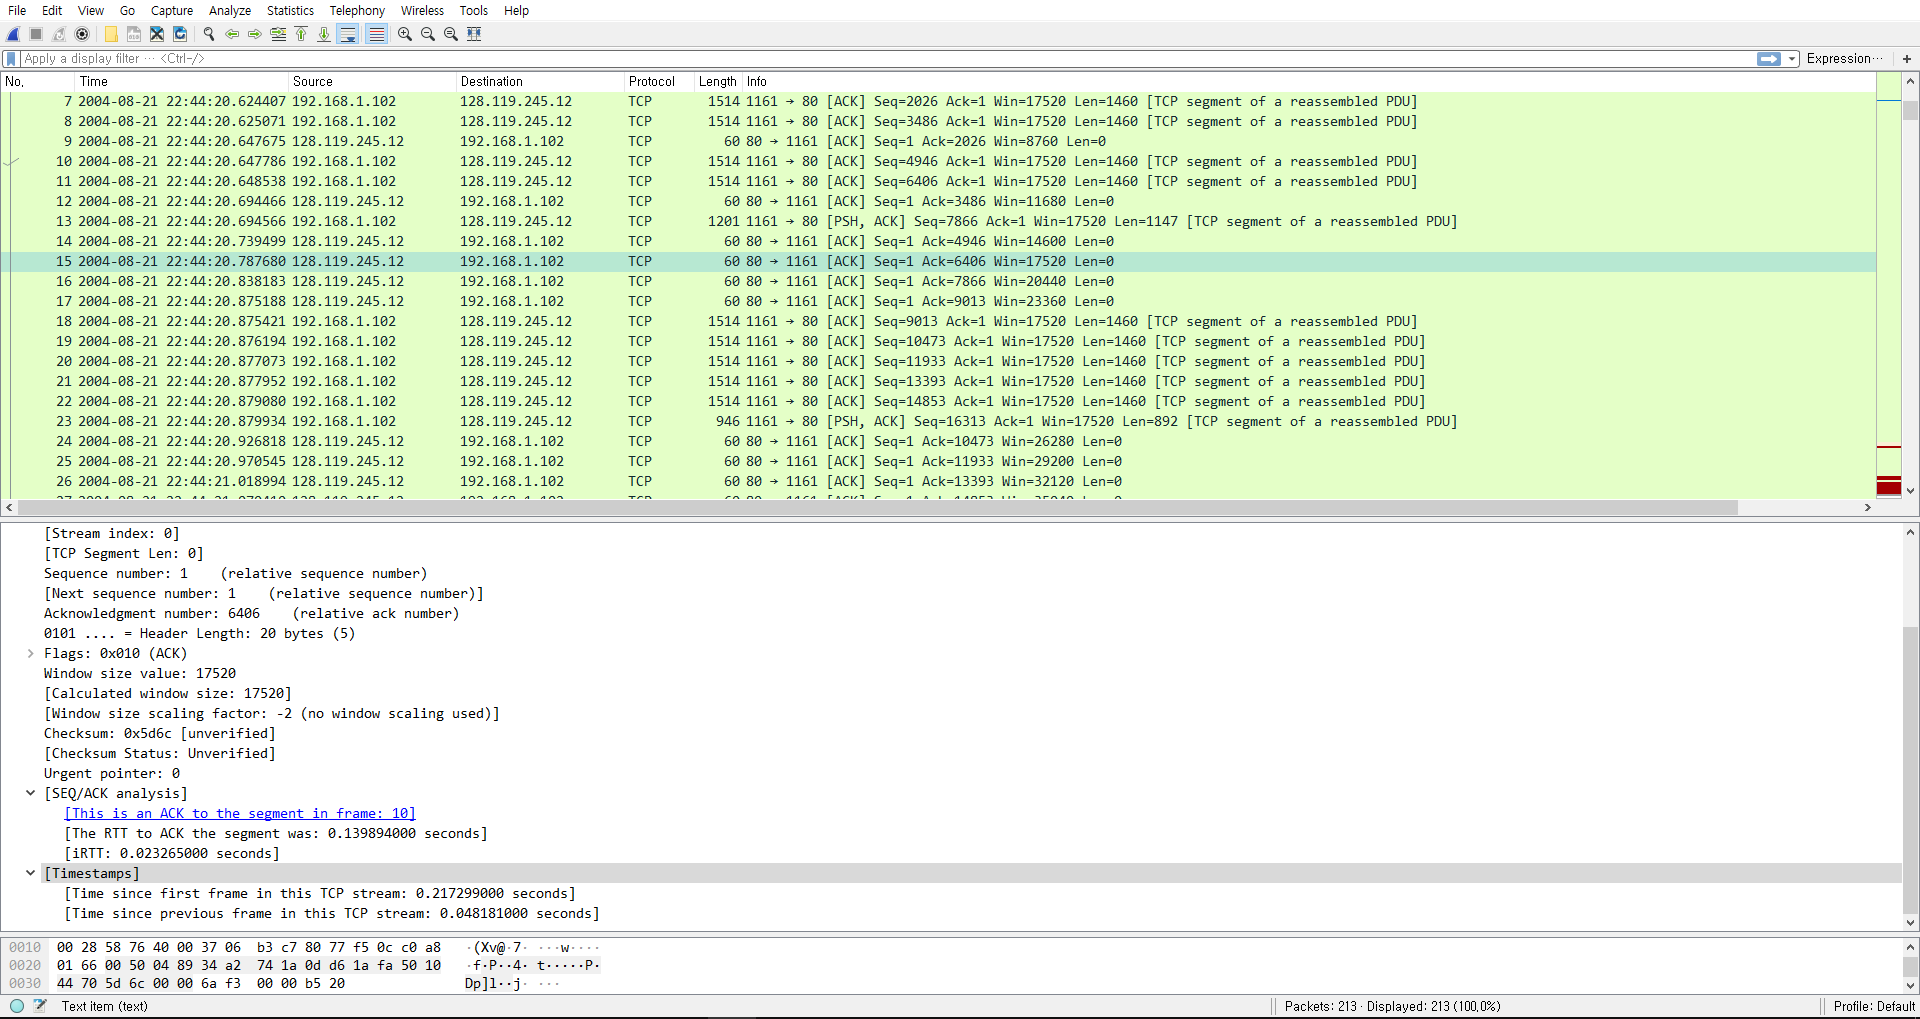 File Edit View Go Capture Analyze Statistics Telephony Wireless Tools Help
Apply a display filter ... <Ctrl-/> Expression... +
No. Time Source Destination Protocol Length Info
7 2004-08-21 22:44:20.624407 192.168.1.102 128.119.245.12 TCP 1514 1161 → 80 [ACK] Seq=2026 Ack=1 Win=17520 Len=1460 [TCP segment of a reassembled PDU]
8 2004-08-21 22:44:20.625071 192.168.1.102 128.119.245.12 TCP 1514 1161 → 80 [ACK] Seq=3486 Ack=1 Win=17520 Len=1460 [TCP segment of a reassembled PDU]
9 2004-08-21 22:44:20.647675 128.119.245.12 192.168.1.102 TCP 60 80 → 1161 [ACK] Seq=1 Ack=2026 Win=8760 Len=0
10 2004-08-21 22:44:20.647786 192.168.1.102 128.119.245.12 TCP 1514 1161 → 80 [ACK] Seq=4946 Ack=1 Win=17520 Len=1460 [TCP segment of a reassembled PDU]
11 2004-08-21 22:44:20.648538 192.168.1.102 128.119.245.12 TCP 1514 1161 → 80 [ACK] Seq=6406 Ack=1 Win=17520 Len=1460 [TCP segment of a reassembled PDU]
12 2004-08-21 22:44:20.694466 128.119.245.12 192.168.1.102 TCP 60 80 → 1161 [ACK] Seq=1 Ack=3486 Win=11680 Len=0
13 2004-08-21 22:44:20.694566 192.168.1.102 128.119.245.12 TCP 1201 1161 → 80 [PSH, ACK] Seq=7866 Ack=1 Win=17520 Len=1147 [TCP segment of a reassembled PDU]
14 2004-08-21 22:44:20.739499 128.119.245.12 192.168.1.102 TCP 60 80 → 1161 [ACK] Seq=1 Ack=4946 Win=14600 Len=0
15 2004-08-21 22:44:20.787680 128.119.245.12 192.168.1.102 TCP 60 80 → 1161 [ACK] Seq=1 Ack=6406 Win=17520 Len=0
16 2004-08-21 22:44:20.838183 128.119.245.12 192.168.1.102 TCP 60 80 → 1161 [ACK] Seq=1 Ack=7866 Win=20440 Len=0
17 2004-08-21 22:44:20.875188 128.119.245.12 192.168.1.102 TCP 60 80 → 1161 [ACK] Seq=1 Ack=9013 Win=23360 Len=0
18 2004-08-21 22:44:20.875421 192.168.1.102 128.119.245.12 TCP 1514 1161 → 80 [ACK] Seq=9013 Ack=1 Win=17520 Len=1460 [TCP segment of a reassembled PDU]
19 2004-08-21 22:44:20.876194 192.168.1.102 128.119.245.12 TCP 1514 1161 → 80 [ACK] Seq=10473 Ack=1 Win=17520 Len=1460 [TCP segment of a reassembled PDU]
20 2004-08-21 22:44:20.877073 192.168.1.102 128.119.245.12 TCP 1514 1161 → 80 [ACK] Seq=11933 Ack=1 Win=17520 Len=1460 [TCP segment of a reassembled PDU]
21 2004-08-21 22:44:20.877952 192.168.1.102 128.119.245.12 TCP 1514 1161 → 80 [ACK] Seq=13393 Ack=1 Win=17520 Len=1460 [TCP segment of a reassembled PDU]
22 2004-08-21 22:44:20.879080 192.168.1.102 128.119.245.12 TCP 1514 1161 → 80 [ACK] Seq=14853 Ack=1 Win=17520 Len=1460 [TCP segment of a reassembled PDU]
23 2004-08-21 22:44:20.879934 192.168.1.102 128.119.245.12 TCP 946 1161 → 80 [PSH, ACK] Seq=16313 Ack=1 Win=17520 Len=892 [TCP segment of a reassembled PDU]
24 2004-08-21 22:44:20.926818 128.119.245.12 192.168.1.102 TCP 60 80 → 1161 [ACK] Seq=1 Ack=10473 Win=26280 Len=0
25 2004-08-21 22:44:20.970545 128.119.245.12 192.168.1.102 TCP 60 80 → 1161 [ACK] Seq=1 Ack=11933 Win=29200 Len=0
26 2004-08-21 22:44:21.018994 128.119.245.12 192.168.1.102 TCP 60 80 → 1161 [ACK] Seq=1 Ack=13393 Win=32120 Len=0
[Stream index: 0]
[TCP Segment Len: 0]
Sequence number: 1 (relative sequence number)
[Next sequence number: 1 (relative sequence number)]
Acknowledgment number: 6406 (relative ack number)
0101 .... = Header Length: 20 bytes (5)
Flags: 0x010 (ACK)
Window size value: 17520
[Calculated window size: 17520]
[Window size scaling factor: -2 (no window scaling used)]
Checksum: 0x5d6c [unverified]
[Checksum Status: Unverified]
Urgent pointer: 0
[SEQ/ACK analysis]
[This is an ACK to the segment in frame: 10]
[The RTT to ACK the segment was: 0.139894000 seconds]
[iRTT: 0.023265000 seconds]
[Timestamps]
[Time since first frame in this TCP stream: 0.217299000 seconds]
[Time since previous frame in this TCP stream: 0.048181000 seconds]
0010 00 28 58 76 40 00 37 06 b3 c7 80 77 f5 0c c0 a8 ·(Xv@·7· ···w····
0020 01 66 00 50 04 89 34 a2 74 1a 0d d6 1a fa 50 10 ·f·P··4· t·····P·
0030 44 70 5d 6c 00 00 6a f3 00 00 b5 20 Dp]l··j· ···
Text item (text) Packets: 213 · Displayed: 213 (100.0%) Profile: Default